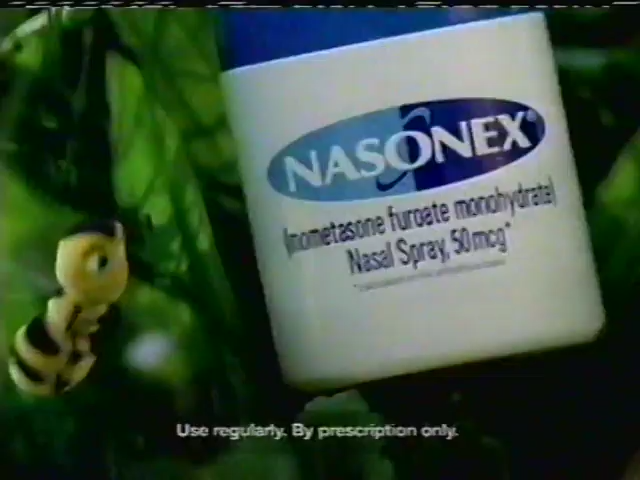 NASONEX®
(mometasone furoate monohydrate)
Nasal Spray, 50 mcg*
Use regularly. By prescription only.